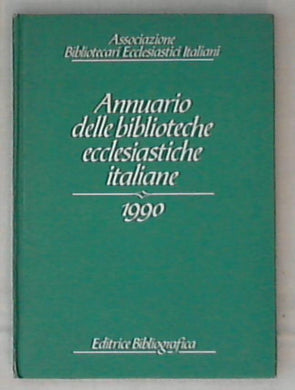 Associazione
Bibliotecari Ecclesiastici Italiani
Annuario
delle biblioteche
ecclesiastiche
italiane
1990
Editrice Bibliografica